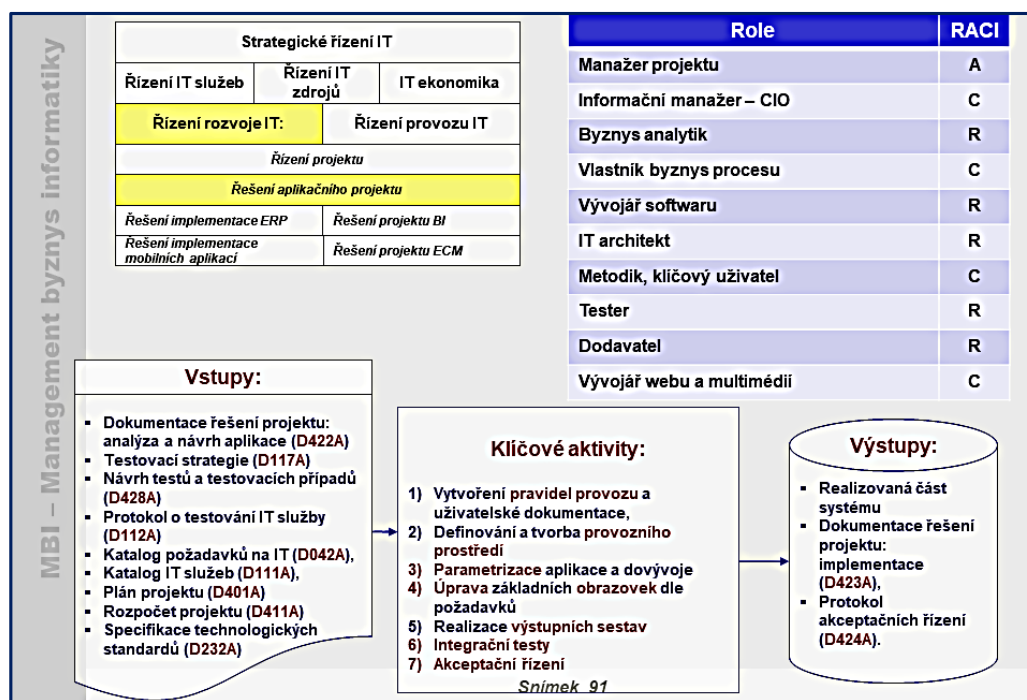 MBI – Management byznys informatiky
Strategické řízení IT
Řízení IT služeb
Řízení IT
zdrojů
IT ekonomika
Řízení rozvoje IT:
Řízení provozu IT
Řízení projektu
Řešení aplikačního projektu
Řešení implementace ERP
Řešení projektu BI
Řešení implementace
mobilních aplikací
Řešení projektu ECM
Role RACI
Manažer projektu A
Informační manažer – CIO C
Byznys analytik R
Vlastník byznys procesu C
Vývojář softwaru R
IT architekt R
Metodik, klíčový uživatel C
Tester R
Dodavatel R
Vývojář webu a multimédií C
Vstupy:
▪ Dokumentace řešení projektu:
analýza a návrh aplikace (D422A)
▪ Testovací strategie (D117A)
▪ Návrh testů a testovacích případů
(D428A)
▪ Protokol o testování IT služby
(D112A)
▪ Katalog požadavků na IT (D042A),
▪ Katalog IT služeb (D111A),
▪ Plán projektu (D401A)
▪ Rozpočet projektu (D411A)
▪ Specifikace technologických
standardů (D232A)
Klíčové aktivity:
1) Vytvoření pravidel provozu a
uživatelské dokumentace,
2) Definování a tvorba provozního
prostředí
3) Parametrizace aplikace a dovývoje
4) Úprava základních obrazovek dle
požadavků
5) Realizace výstupních sestav
6) Integrační testy
7) Akceptační řízení
Výstupy:
▪ Realizovaná část
systému
▪ Dokumentace řešení
projektu:
implementace
(D423A),
▪ Protokol
akceptačních řízení
(D424A).
Snímek 91